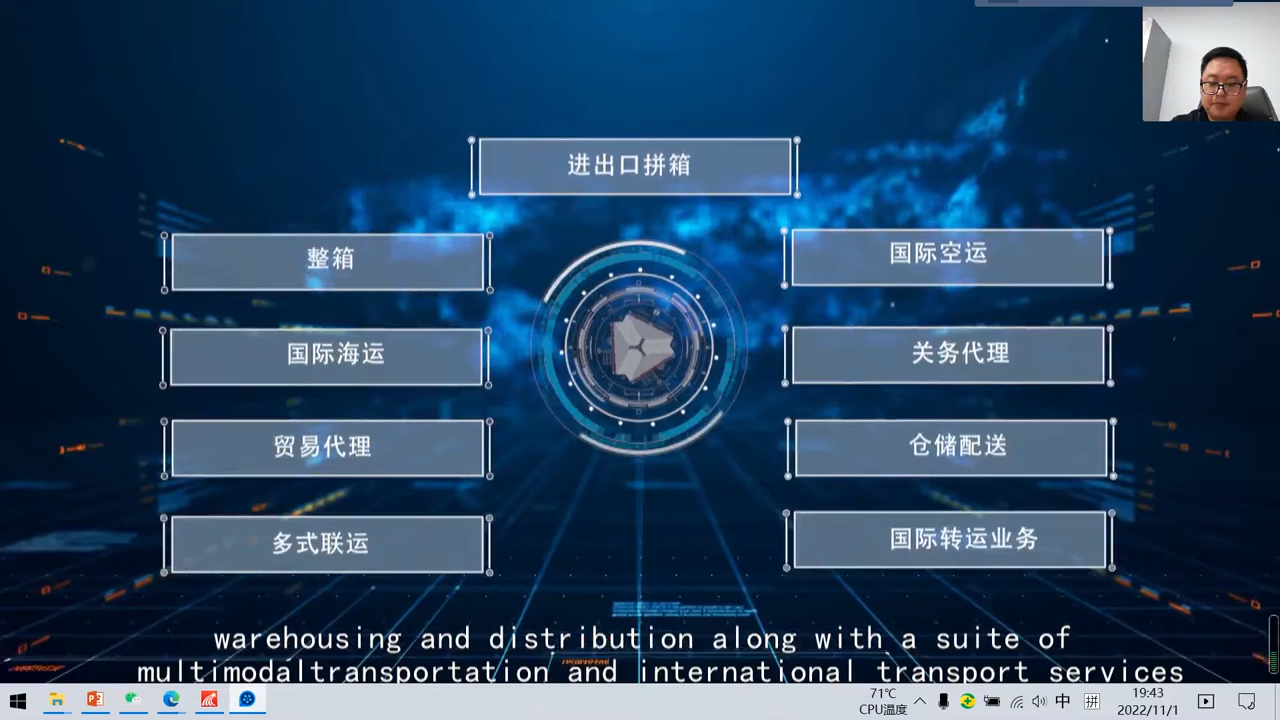 进出口拼箱
整箱
国际空运
国际海运
关务代理
贸易代理
仓储配送
多式联运
国际转运业务
warehousing and distribution along with a suite of
multimodaltransportation and international transport services
71℃
CPU温度
中
拼
19:43
2022/11/1